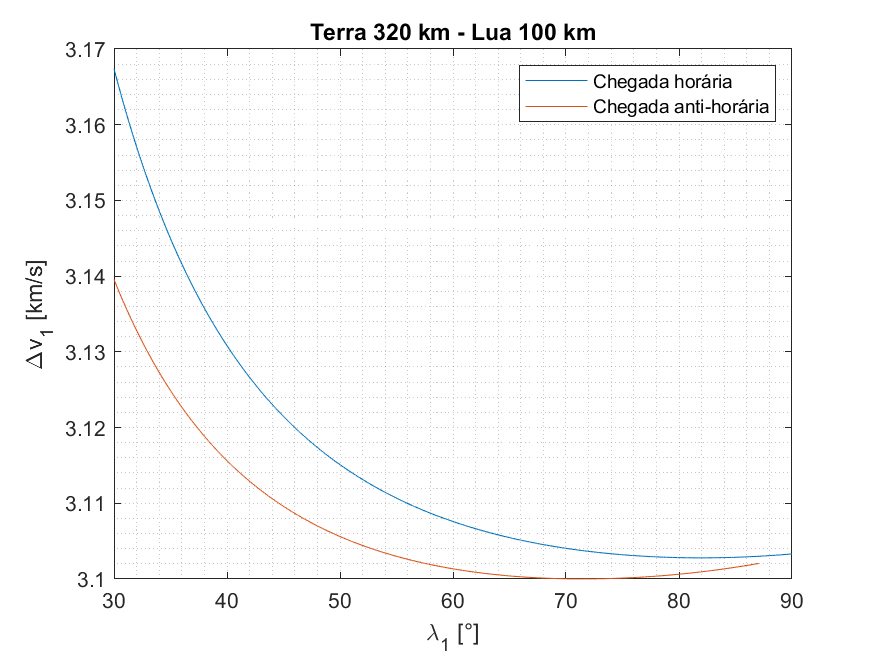 Terra 320 km - Lua 100 km
Chegada horária
Chegada anti-horária
3.17
3.16
3.15
3.14
3.13
3.12
3.11
3.1
Δv₁ [km/s]
30 40 50 60 70 80 90
λ₁ [°]